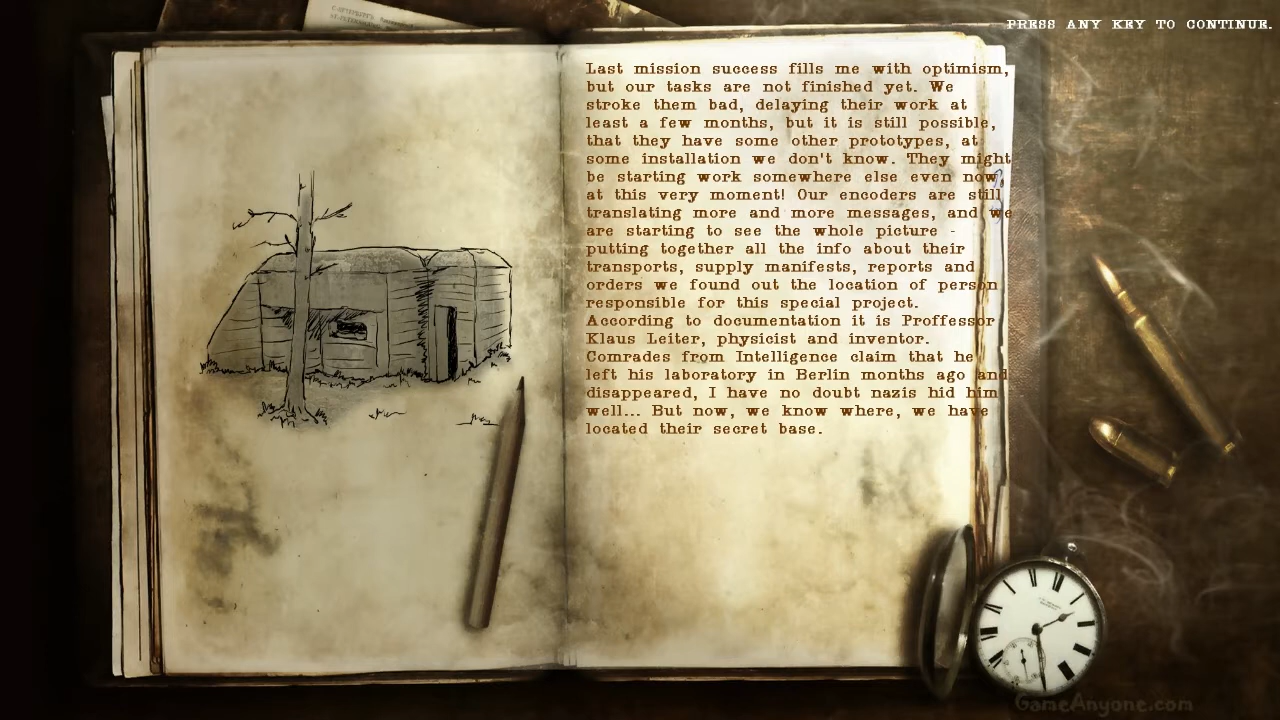 PRESS ANY KEY TO CONTINUE.
Last mission success fills me with optimism,
but our tasks are not finished yet. We
stroke them bad, delaying their work at
least a few months, but it is still possible,
that they have some other prototypes, at
some installation we don't know. They might
be starting work somewhere else even now,
at this very moment! Our encoders are still
translating more and more messages, and we
are starting to see the whole picture -
putting together all the info about their
transports, supply manifests, reports and
orders we found out the location of person
responsible for this special project.
According to documentation it is Proffessor
Klaus Leiter, physicist and inventor.
Comrades from Intelligence claim that he
left his laboratory in Berlin months ago and
disappeared, I have no doubt nazis hid him
well... But now, we know where, we have
located their secret base.
GameAnyone.com